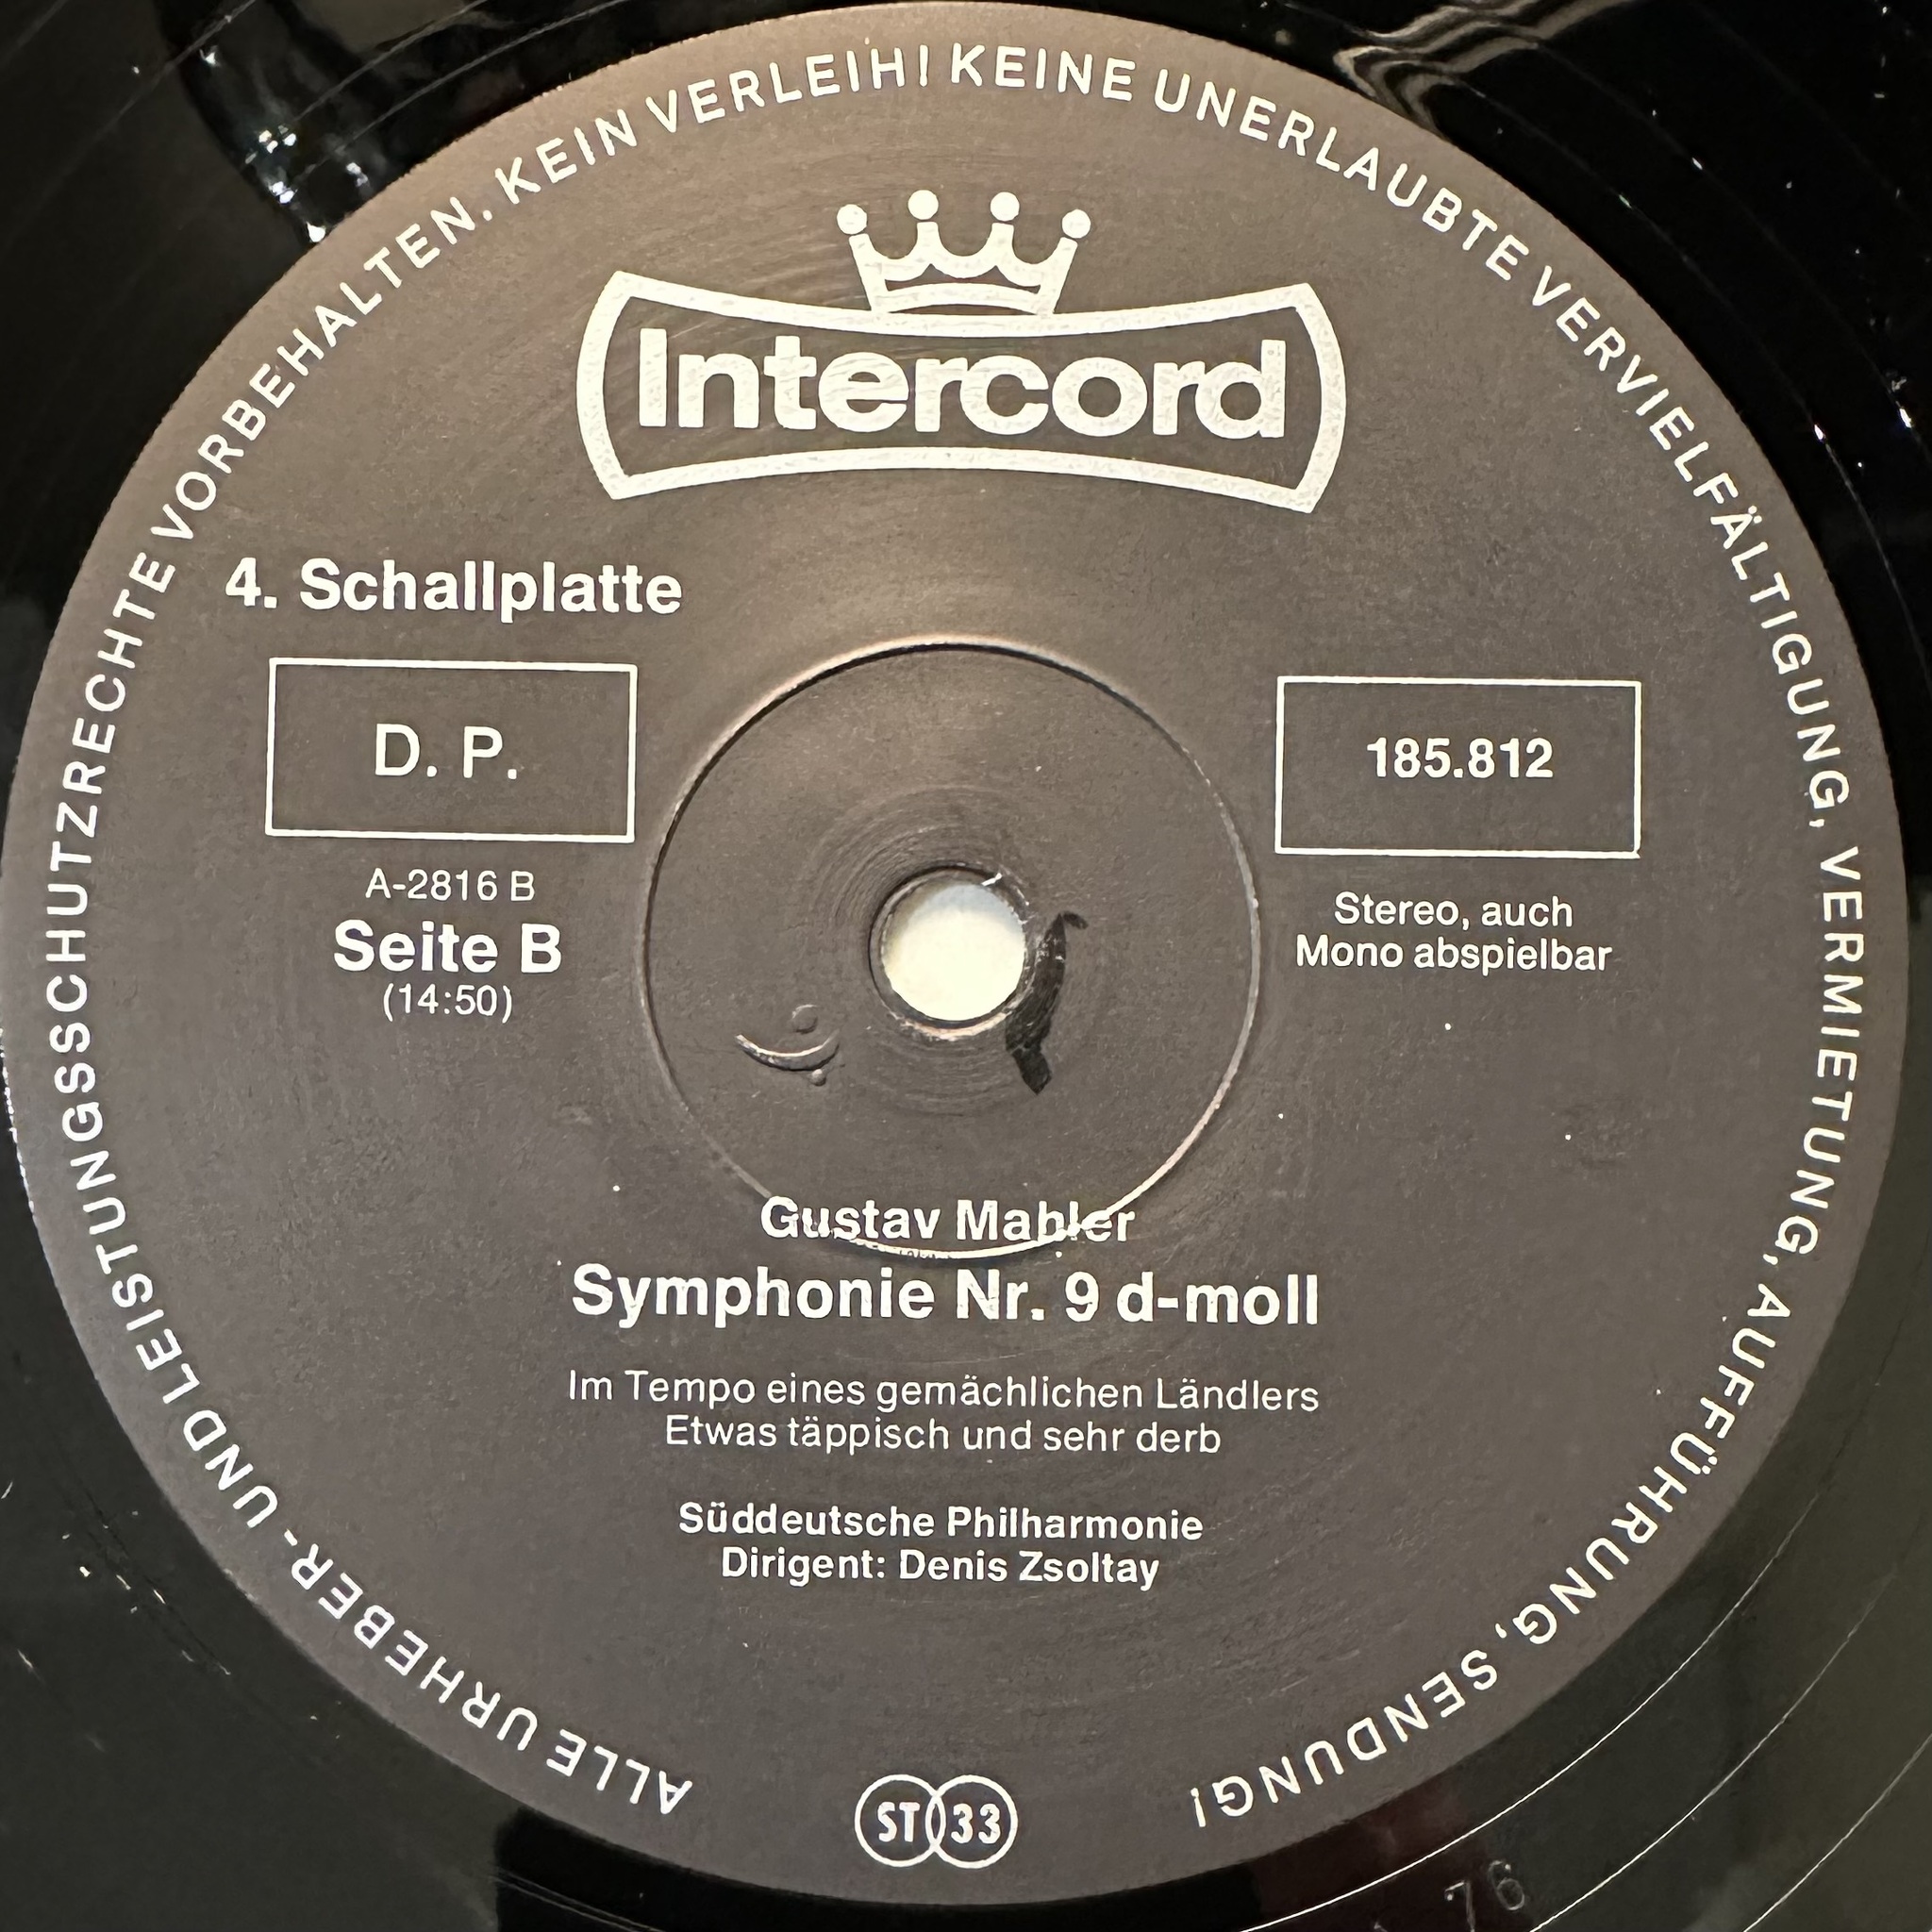 ALLE URHEBER- UND LEISTUNGSSCHUTZRECHTE VORBEHALTEN. KEIN VERLEIH! KEINE UNERLAUBTE VERVIELFÄLTIGUNG, VERMIETUNG, AUFFÜHRUNG, SENDUNG!
Intercord
4. Schallplatte
D. P.
185.812
A-2816 B
Seite B
(14:50)
Stereo, auch
Mono abspielbar
Gustav Mahler
Symphonie Nr. 9 d-moll
Im Tempo eines gemächlichen Ländlers
Etwas täppisch und sehr derb
Süddeutsche Philharmonie
Dirigent: Denis Zsoltay
ST 33
76